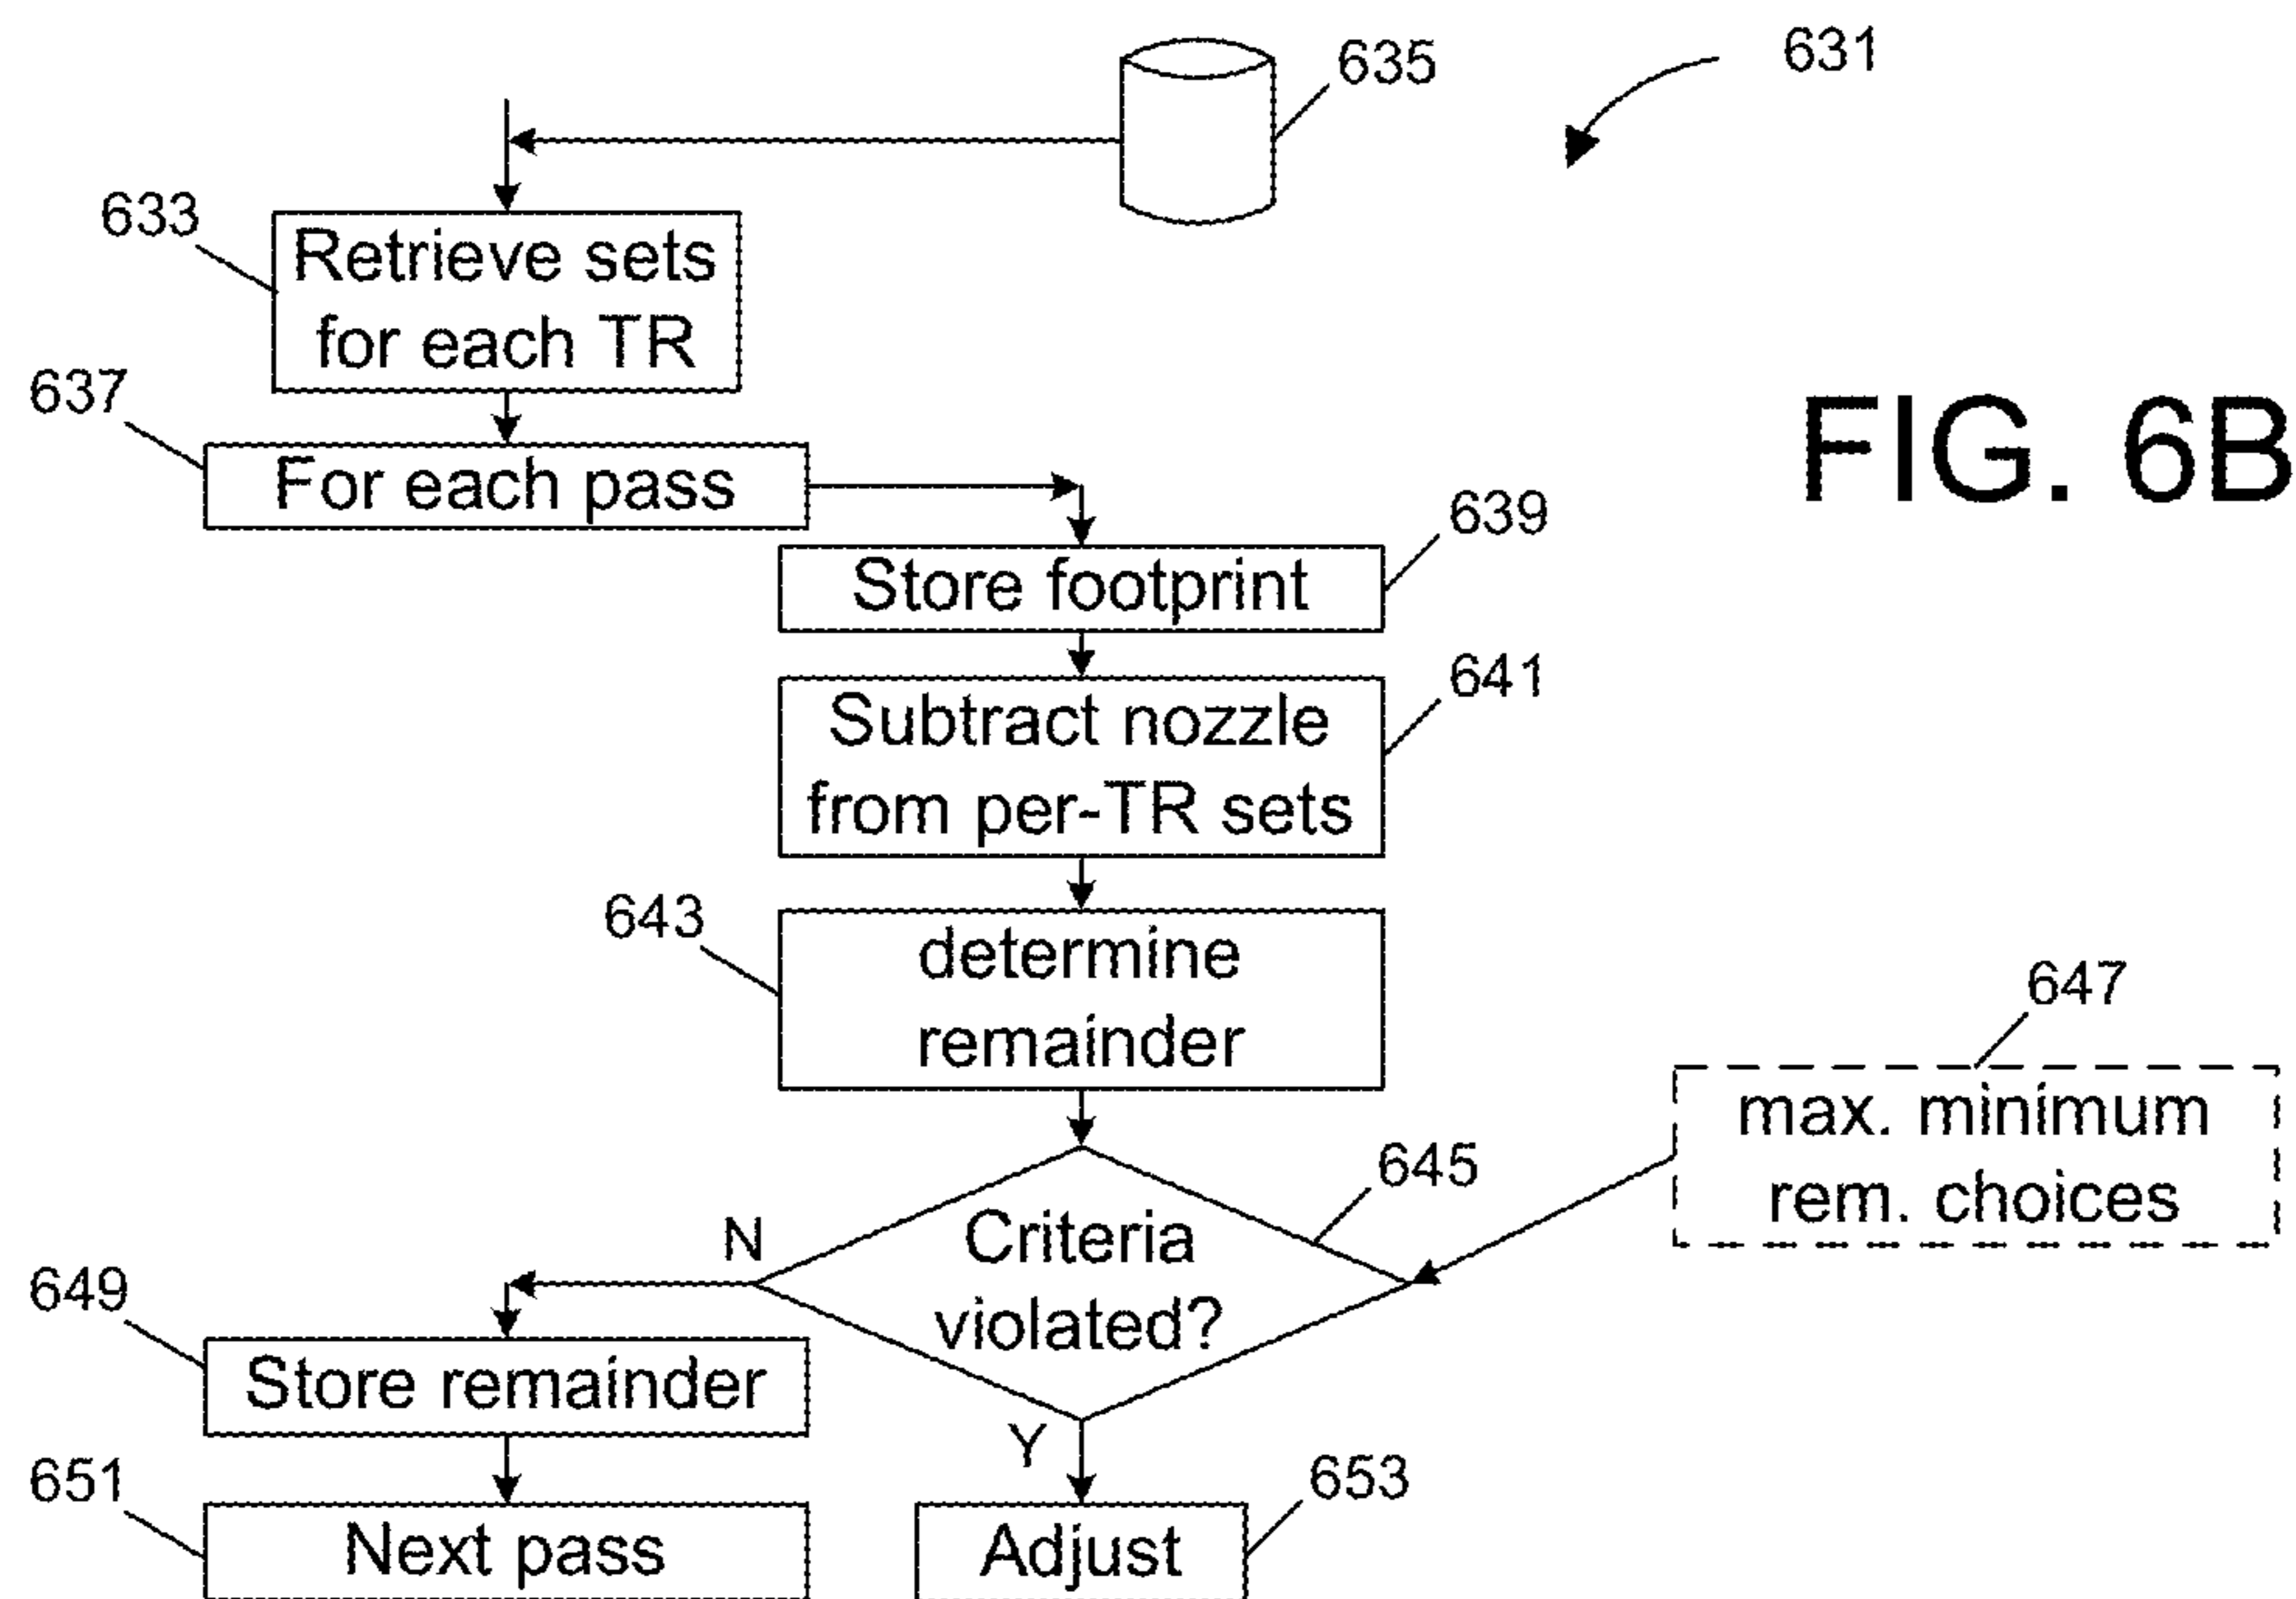 635
631
633
Retrieve sets
for each TR
637
For each pass
FIG. 6B
639
Store footprint
641
Subtract nozzle
from per-TR sets
643
determine
remainder
647
max. minimum
rem. choices
645
N
Criteria
violated?
649
Store remainder
Y
651
Next pass
653
Adjust